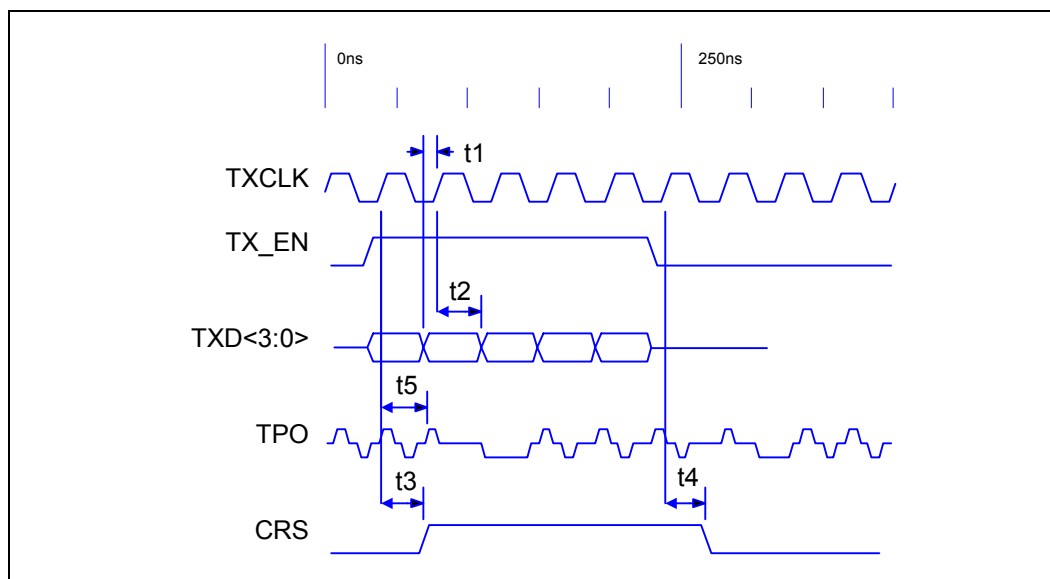 0ns 250ns
t1
TXCLK
TX_EN
t2
TXD<3:0>
t5
TPO
t3 t4
CRS